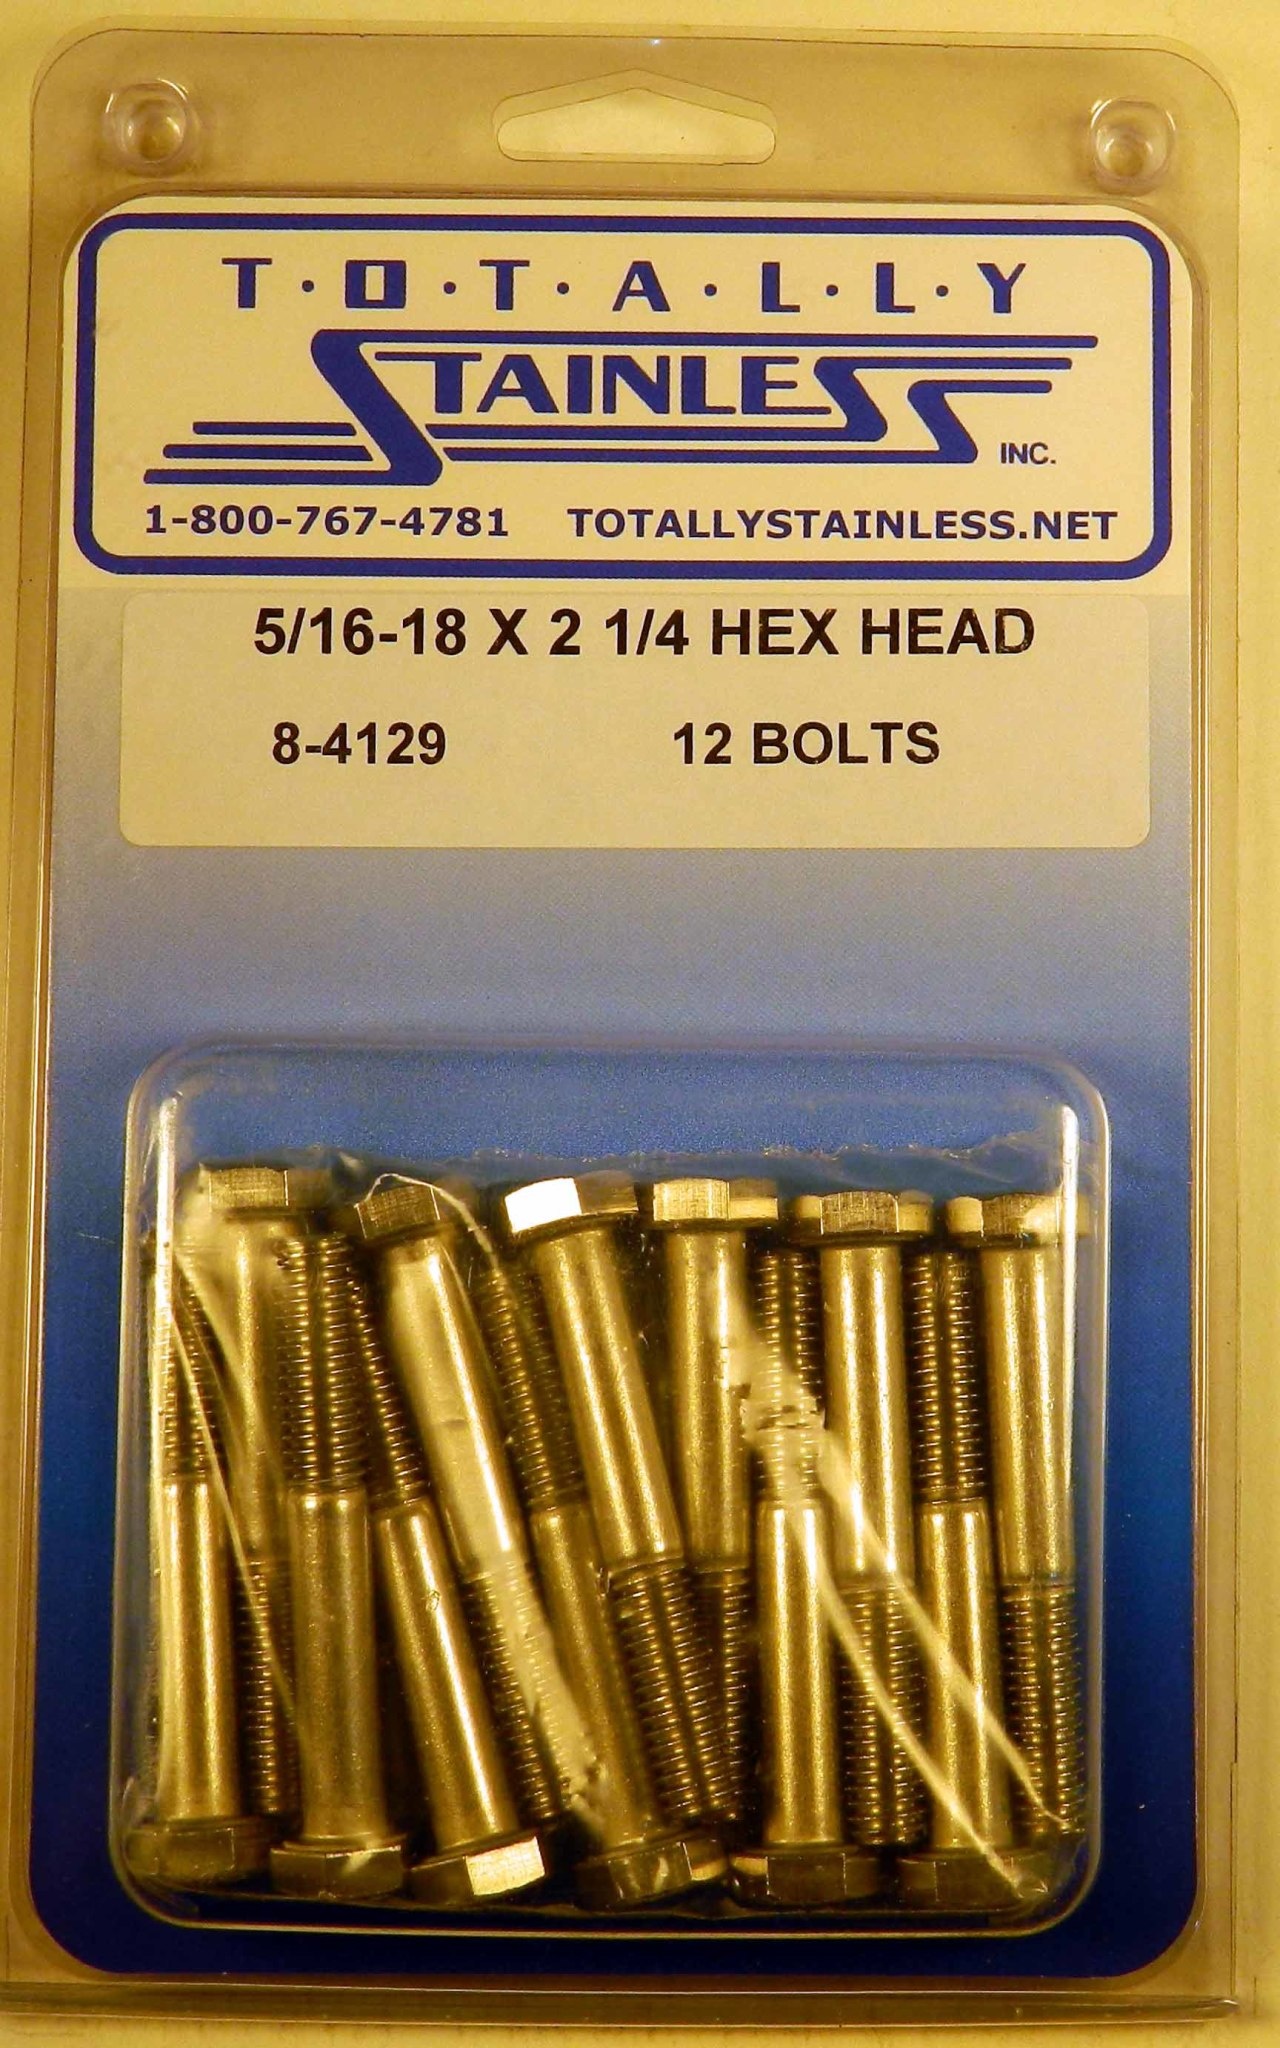 T·O·T·A·L·L·Y
STAINLESS INC.
1-800-767-4781 TOTALLYSTAINLESS.NET
5/16-18 X 2 1/4 HEX HEAD
8-4129 12 BOLTS